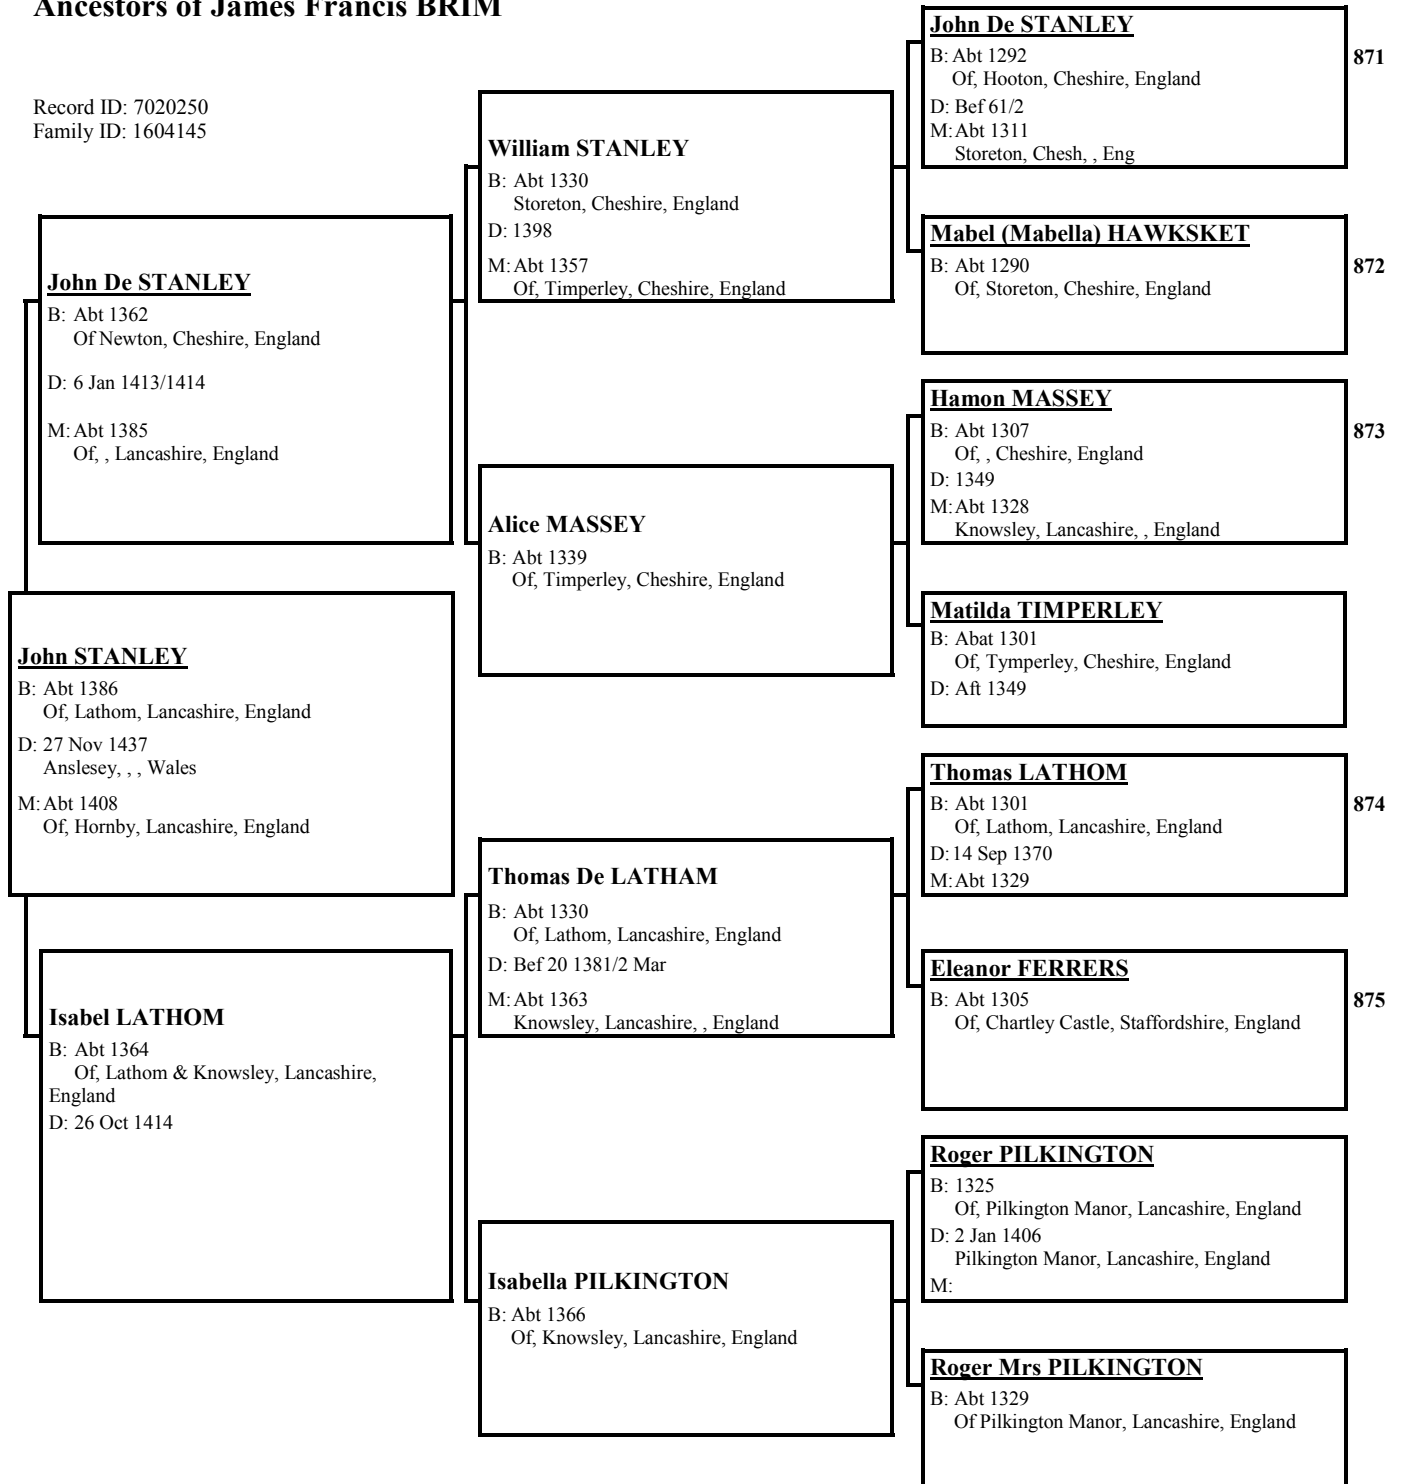 Ancestors of James Francis BRIM
Record ID: 7020250
Family ID: 1604145
John STANLEY
B: Abt 1386
Of, Lathom, Lancashire, England
D: 27 Nov 1437
Anslesey, , , Wales
M: Abt 1408
Of, Hornby, Lancashire, England
John De STANLEY
B: Abt 1362
Of Newton, Cheshire, England
D: 6 Jan 1413/1414
M: Abt 1385
Of, , Lancashire, England
Isabel LATHOM
B: Abt 1364
Of, Lathom & Knowsley, Lancashire,
England
D: 26 Oct 1414
William STANLEY
B: Abt 1330
Storeton, Cheshire, England
D: 1398
M: Abt 1357
Of, Timperley, Cheshire, England
Alice MASSEY
B: Abt 1339
Of, Timperley, Cheshire, England
Thomas De LATHAM
B: Abt 1330
Of, Lathom, Lancashire, England
D: Bef 20 1381/2 Mar
M: Abt 1363
Knowsley, Lancashire, , England
Isabella PILKINGTON
B: Abt 1366
Of, Knowsley, Lancashire, England
John De STANLEY
B: Abt 1292
Of, Hooton, Cheshire, England
D: Bef 61/2
M: Abt 1311
Storeton, Chesh, , Eng
871
Mabel (Mabella) HAWKSKET
B: Abt 1290
Of, Storeton, Cheshire, England
872
Hamon MASSEY
B: Abt 1307
Of, , Cheshire, England
D: 1349
M: Abt 1328
Knowsley, Lancashire, , England
873
Matilda TIMPERLEY
B: Abat 1301
Of, Tymperley, Cheshire, England
D: Aft 1349
Thomas LATHOM
B: Abt 1301
Of, Lathom, Lancashire, England
D: 14 Sep 1370
M: Abt 1329
874
Eleanor FERRERS
B: Abt 1305
Of, Chartley Castle, Staffordshire, England
875
Roger PILKINGTON
B: 1325
Of, Pilkington Manor, Lancashire, England
D: 2 Jan 1406
Pilkington Manor, Lancashire, England
M:
Roger Mrs PILKINGTON
B: Abt 1329
Of Pilkington Manor, Lancashire, England